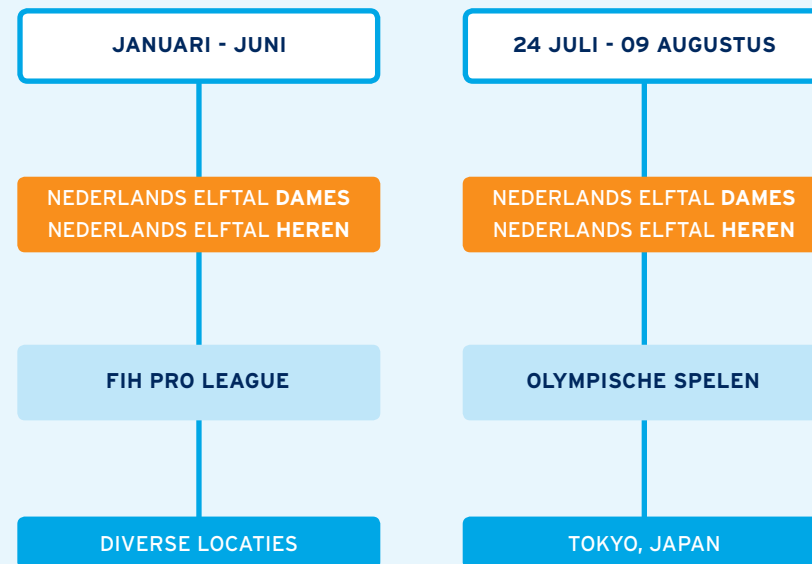 JANUARI - JUNI
NEDERLANDS ELFTAL DAMES
NEDERLANDS ELFTAL HEREN
FIH PRO LEAGUE
DIVERSE LOCATIES
24 JULI - 09 AUGUSTUS
NEDERLANDS ELFTAL DAMES
NEDERLANDS ELFTAL HEREN
OLYMPISCHE SPELEN
TOKYO, JAPAN